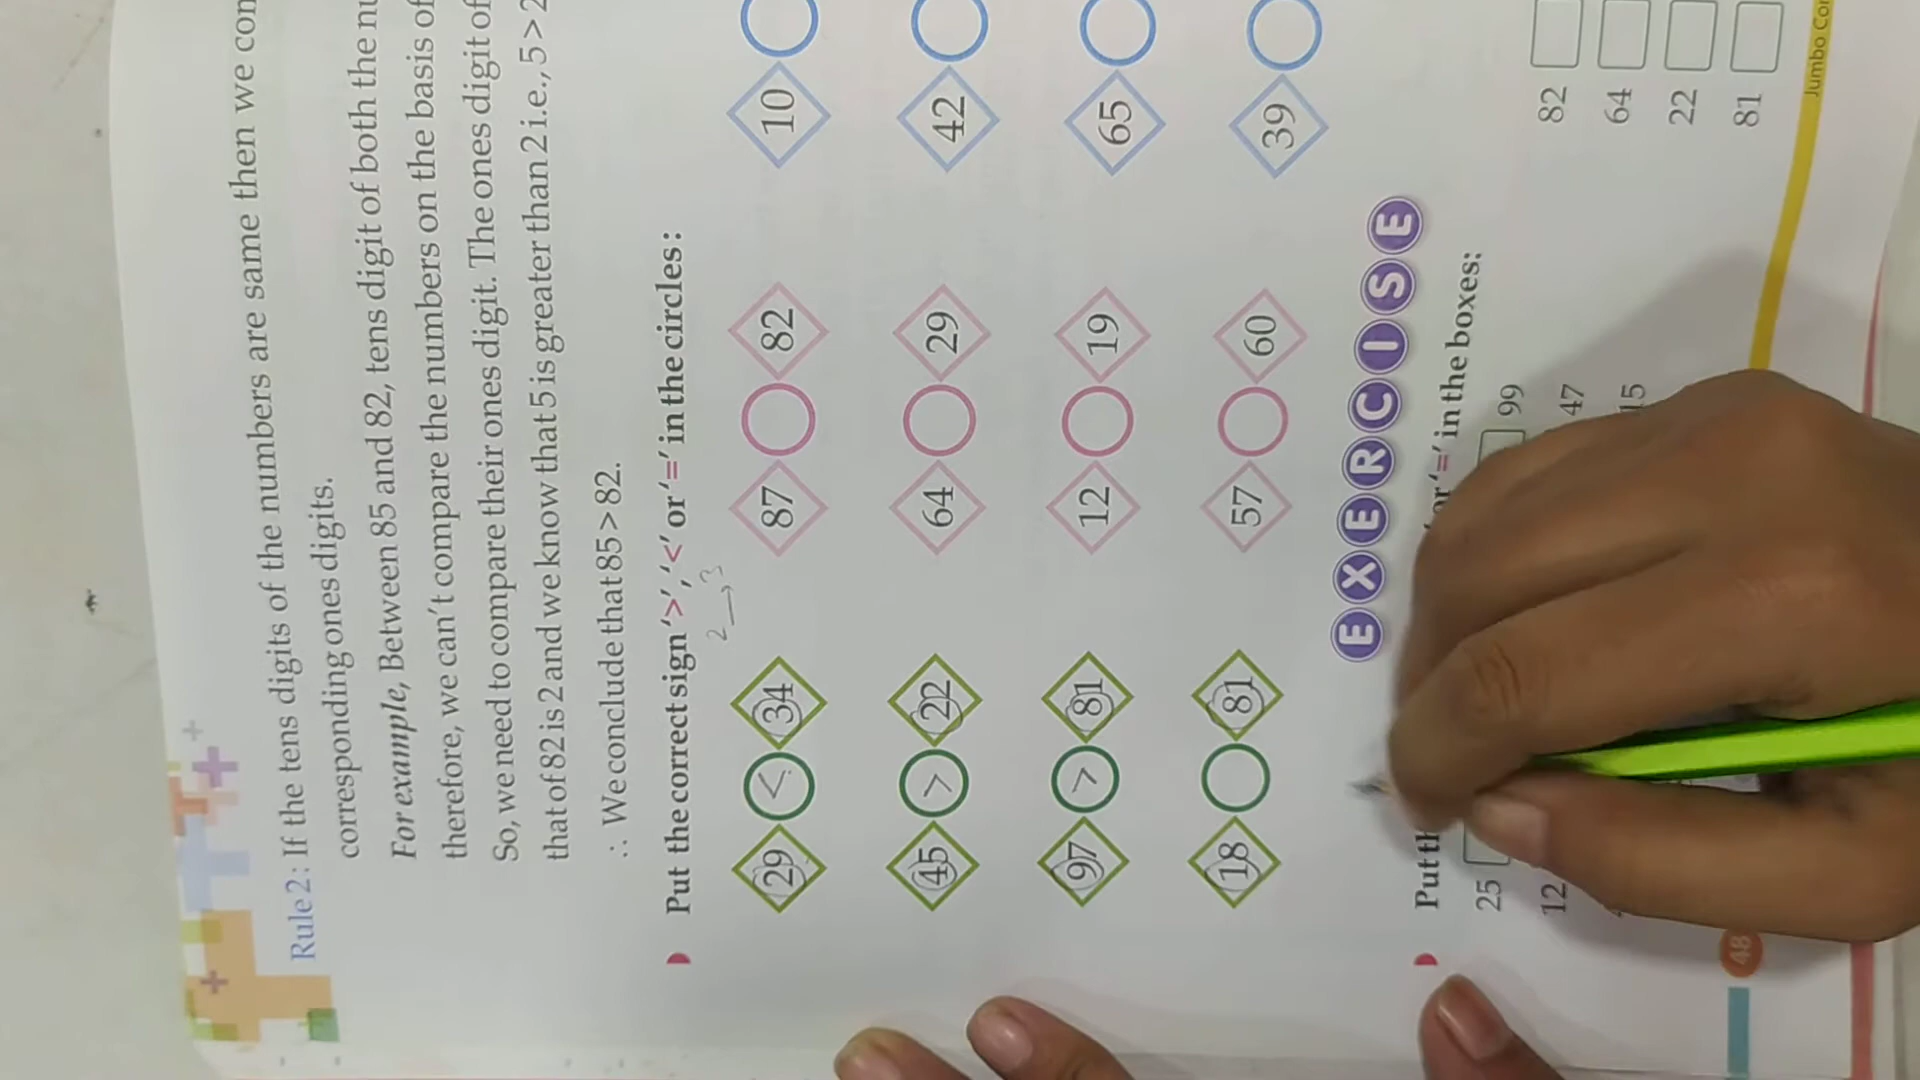 Rule 2: If the tens digits of the numbers are same then we
corresponding ones digits.
For example, Between 85 and 82, tens digit of both the
therefore, we can't compare the numbers on the basis of
So, we need to compare their ones digit. The ones digit of
that of 82 is 2 and we know that 5 is greater than 2 i.e., 5 > 2
∴ We conclude that 85 > 82.
Put the correct sign '>', '<' or '=' in the circles:
2 → 3
29 < 34 87 82 10
45 > 22 64 29 42
97 > 81 12 19 65
18 81 57 60 39
EXERCISE
Put or '=' in the boxes:
25 99 82
12 47 64
15 22
81
48 Jumbo